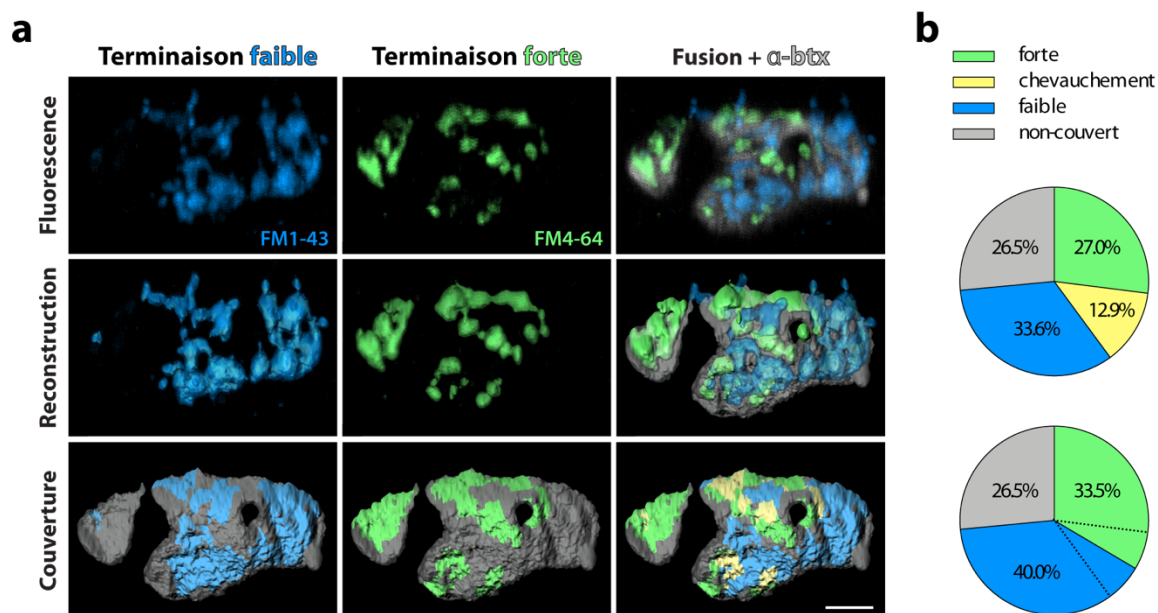 a
Terminaison faible
Terminaison forte
Fusion + α-btx
Fluorescence
FM1-43
FM4-64
Reconstruction
Couverture
b
forte
chevauchement
faible
non-couvert
26.5%
27.0%
12.9%
33.6%
26.5%
33.5%
40.0%